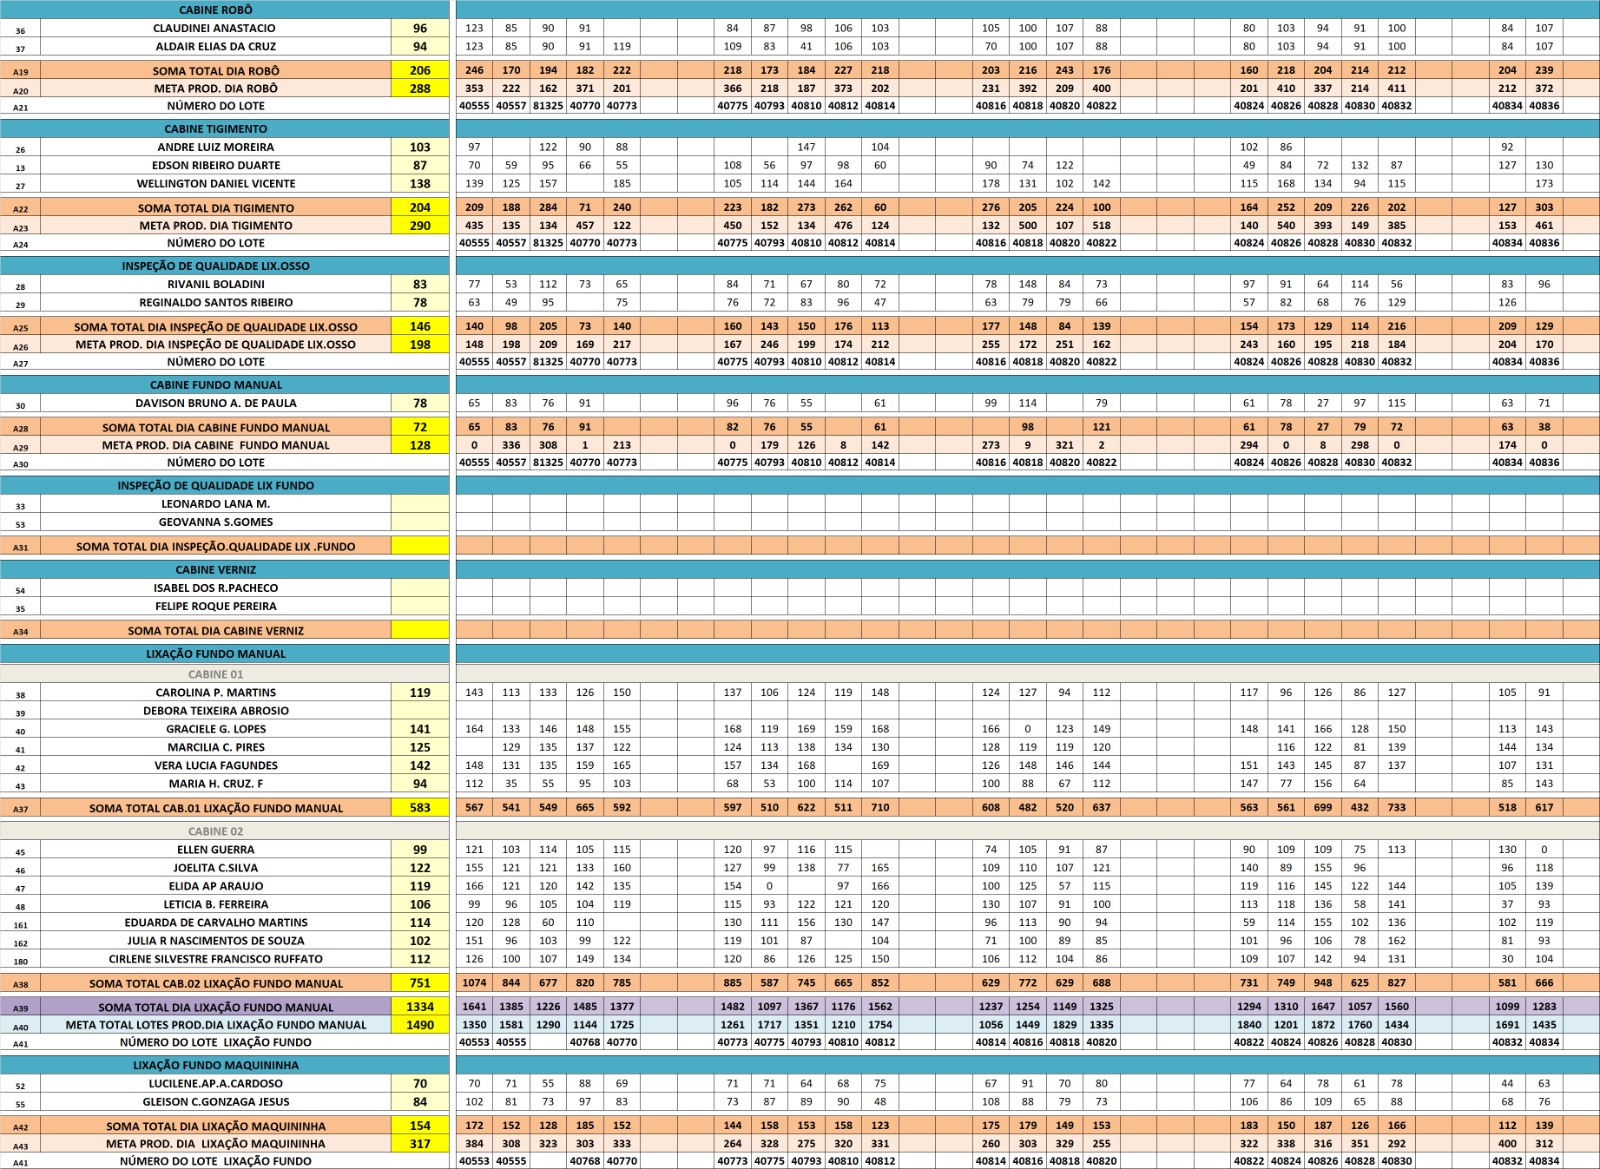 CABINE ROBÔ
36 CLAUDINEI ANASTACIO 96 123 85 90 91 84 87 98 106 103 105 100 107 88 80 103 94 91 100 84 107
37 ALDAIR ELIAS DA CRUZ 94 123 85 90 91 119 109 83 41 106 103 70 100 107 88 80 103 94 91 100 84 107
A19 SOMA TOTAL DIA ROBÔ 206 246 170 194 182 222 218 173 184 227 218 203 216 243 176 160 218 204 214 212 204 239
A20 META PROD. DIA ROBÔ 288 353 222 162 371 201 366 218 187 373 202 231 392 209 400 201 410 337 214 411 212 372
A21 NÚMERO DO LOTE 40555 40557 81325 40770 40773 40775 40793 40810 40812 40814 40816 40818 40820 40822 40824 40826 40828 40830 40832 40834 40836
CABINE TIGIMENTO
26 ANDRE LUIZ MOREIRA 103 97 122 90 88 147 104 102 86 92
13 EDSON RIBEIRO DUARTE 87 70 59 95 66 55 108 56 97 98 60 90 74 122 49 84 72 132 87 127 130
27 WELLINGTON DANIEL VICENTE 138 139 125 157 185 105 114 144 164 178 131 102 142 115 168 134 94 115 173
A22 SOMA TOTAL DIA TIGIMENTO 204 209 188 284 71 240 223 182 273 262 60 276 205 224 100 164 252 209 226 202 127 303
A23 META PROD. DIA TIGIMENTO 290 435 135 134 457 122 450 152 134 476 124 132 500 107 518 140 540 393 149 385 153 461
A24 NÚMERO DO LOTE 40555 40557 81325 40770 40773 40775 40793 40810 40812 40814 40816 40818 40820 40822 40824 40826 40828 40830 40832 40834 40836
INSPEÇÃO DE QUALIDADE LIX.OSSO
28 RIVANIL BOLADINI 83 77 53 112 73 65 84 71 67 80 72 78 148 84 73 97 91 64 114 56 83 96
29 REGINALDO SANTOS RIBEIRO 78 63 49 95 75 76 72 83 96 47 63 79 79 66 57 82 68 76 129 126
A25 SOMA TOTAL DIA INSPEÇÃO DE QUALIDADE LIX.OSSO 146 140 98 205 73 140 160 143 150 176 113 177 148 84 139 154 173 129 114 216 209 129
A26 META PROD. DIA INSPEÇÃO DE QUALIDADE LIX.OSSO 198 148 198 209 169 217 167 246 199 174 212 255 172 251 162 243 160 195 218 184 204 170
A27 NÚMERO DO LOTE 40555 40557 81325 40770 40773 40775 40793 40810 40812 40814 40816 40818 40820 40822 40824 40826 40828 40830 40832 40834 40836
CABINE FUNDO MANUAL
30 DAVISON BRUNO A. DE PAULA 78 65 83 76 91 96 76 55 61 99 114 79 61 78 27 97 115 63 71
A28 SOMA TOTAL DIA CABINE FUNDO MANUAL 72 65 83 76 91 82 76 55 61 98 121 61 78 27 79 72 63 38
A29 META PROD. DIA CABINE FUNDO MANUAL 128 0 336 308 1 213 0 179 126 8 142 273 9 321 2 294 0 8 298 0 174 0
A30 NÚMERO DO LOTE 40555 40557 81325 40770 40773 40775 40793 40810 40812 40814 40816 40818 40820 40822 40824 40826 40828 40830 40832 40834 40836
INSPEÇÃO DE QUALIDADE LIX FUNDO
33 LEONARDO LANA M.
53 GEOVANNA S.GOMES
A31 SOMA TOTAL DIA INSPEÇÃO.QUALIDADE LIX .FUNDO
CABINE VERNIZ
54 ISABEL DOS R.PACHECO
35 FELIPE ROQUE PEREIRA
A34 SOMA TOTAL DIA CABINE VERNIZ
LIXAÇÃO FUNDO MANUAL
CABINE 01
38 CAROLINA P. MARTINS 119 143 113 133 126 150 137 106 124 119 148 124 127 94 112 117 96 126 86 127 105 91
39 DEBORA TEIXEIRA ABROSIO
40 GRACIELE G. LOPES 141 164 133 146 148 155 168 119 169 159 168 166 0 123 149 148 141 166 128 150 113 143
41 MARCILIA C. PIRES 125 129 135 137 122 124 113 138 134 130 128 119 119 120 116 122 81 139 144 134
42 VERA LUCIA FAGUNDES 142 148 131 135 159 165 157 134 168 169 126 148 146 144 151 143 145 87 137 107 131
43 MARIA H. CRUZ. F 94 112 35 55 95 103 68 53 100 114 107 100 88 67 112 147 77 156 64 85 143
A37 SOMA TOTAL CAB.01 LIXAÇÃO FUNDO MANUAL 583 567 541 549 665 592 597 510 622 511 710 608 482 520 637 563 561 699 432 733 518 617
CABINE 02
45 ELLEN GUERRA 99 121 103 114 105 115 120 97 116 115 74 105 91 87 90 109 109 75 113 130 0
46 JOELITA C.SILVA 122 155 121 121 133 160 127 99 138 77 165 109 110 107 121 140 89 155 96 96 118
47 ELIDA AP ARAUJO 119 166 121 120 142 135 154 0 97 166 100 125 57 115 119 116 145 122 144 105 139
48 LETICIA B. FERREIRA 106 99 96 105 104 119 115 93 122 121 120 130 107 91 100 113 118 136 58 141 37 93
161 EDUARDA DE CARVALHO MARTINS 114 120 128 60 110 130 111 156 130 147 96 113 90 94 59 114 155 102 136 102 119
162 JULIA R NASCIMENTOS DE SOUZA 102 151 96 103 99 122 119 101 87 104 71 100 89 85 101 96 106 78 162 81 93
180 CIRLENE SILVESTRE FRANCISCO RUFFATO 112 126 100 107 149 134 120 86 126 125 150 106 112 104 86 109 107 142 94 131 30 104
A38 SOMA TOTAL CAB.02 LIXAÇÃO FUNDO MANUAL 751 1074 844 677 820 785 885 587 745 665 852 629 772 629 688 731 749 948 625 827 581 666
A39 SOMA TOTAL DIA LIXAÇÃO FUNDO MANUAL 1334 1641 1385 1226 1485 1377 1482 1097 1367 1176 1562 1237 1254 1149 1325 1294 1310 1647 1057 1560 1099 1283
A40 META TOTAL LOTES PROD.DIA LIXAÇÃO FUNDO MANUAL 1490 1350 1581 1290 1144 1725 1261 1717 1351 1210 1754 1056 1449 1829 1335 1840 1201 1872 1760 1434 1691 1435
A41 NÚMERO DO LOTE LIXAÇÃO FUNDO 40553 40555 40768 40770 40773 40775 40793 40810 40812 40814 40816 40818 40820 40822 40824 40826 40828 40830 40832 40834
LIXAÇÃO FUNDO MAQUININHA
52 LUCILENE.AP.A.CARDOSO 70 70 71 55 88 69 71 71 64 68 75 67 91 70 80 77 64 78 61 78 44 63
55 GLEISON C.GONZAGA JESUS 84 102 81 73 97 83 73 87 89 90 48 108 88 79 73 106 86 109 65 88 68 76
A42 SOMA TOTAL DIA LIXAÇÃO MAQUININHA 154 172 152 128 185 152 144 158 153 158 123 175 179 149 153 183 150 187 126 166 112 139
A43 META PROD. DIA LIXAÇÃO MAQUININHA 317 384 308 323 303 333 264 328 275 320 331 260 303 329 255 322 338 316 351 292 400 312
A41 NÚMERO DO LOTE LIXAÇÃO FUNDO 40553 40555 40768 40770 40773 40775 40793 40810 40812 40814 40816 40818 40820 40822 40824 40826 40828 40830 40832 40834